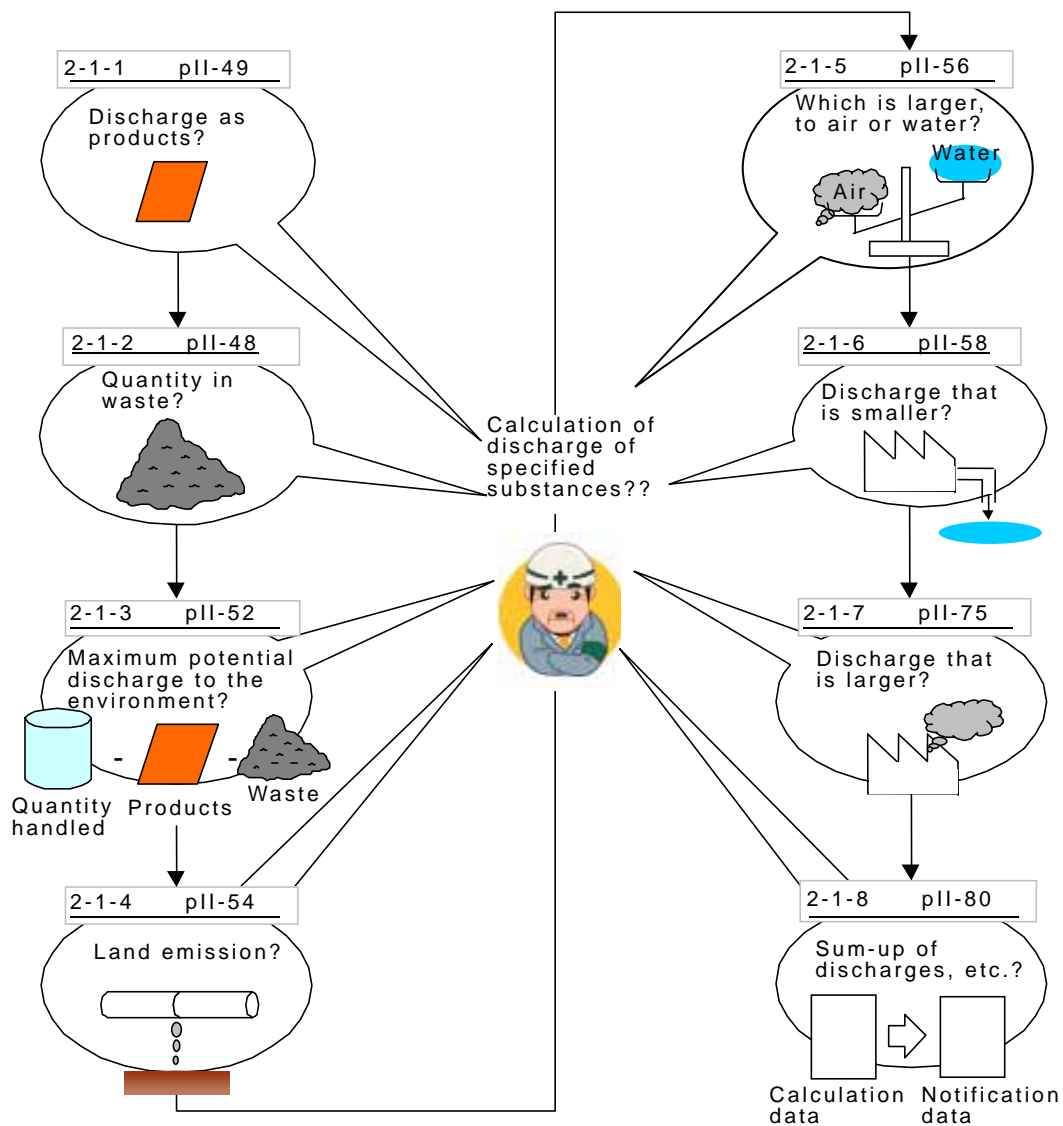 2-1-1 pII-49
Discharge as
products?
2-1-2 pII-48
Quantity in
waste?
2-1-3 pII-52
Maximum potential
discharge to the
environment?
- -
Quantity
handled
Products
Waste
2-1-4 pII-54
Land emission?
Calculation of
discharge of
specified
substances??
2-1-5 pII-56
Which is larger,
to air or water?
Water
Air
2-1-6 pII-58
Discharge that
is smaller?
2-1-7 pII-75
Discharge that
is larger?
2-1-8 pII-80
Sum-up of
discharges, etc.?
Calculation
data
Notification
data